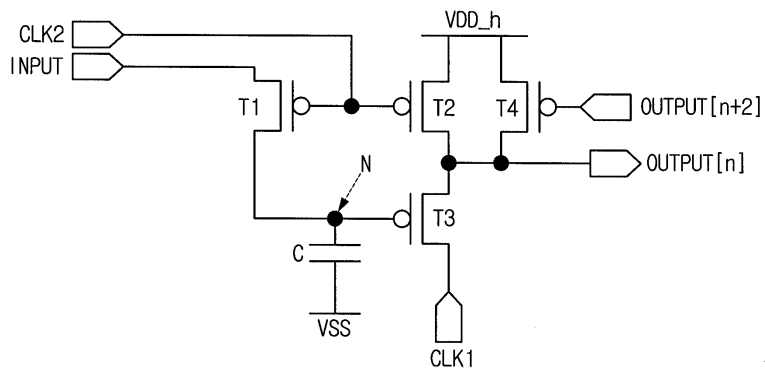 VDD_h
CLK2
INPUT
T1
T2
T4
OUTPUT[n+2]
N
OUTPUT[n]
T3
C
VSS
CLK1